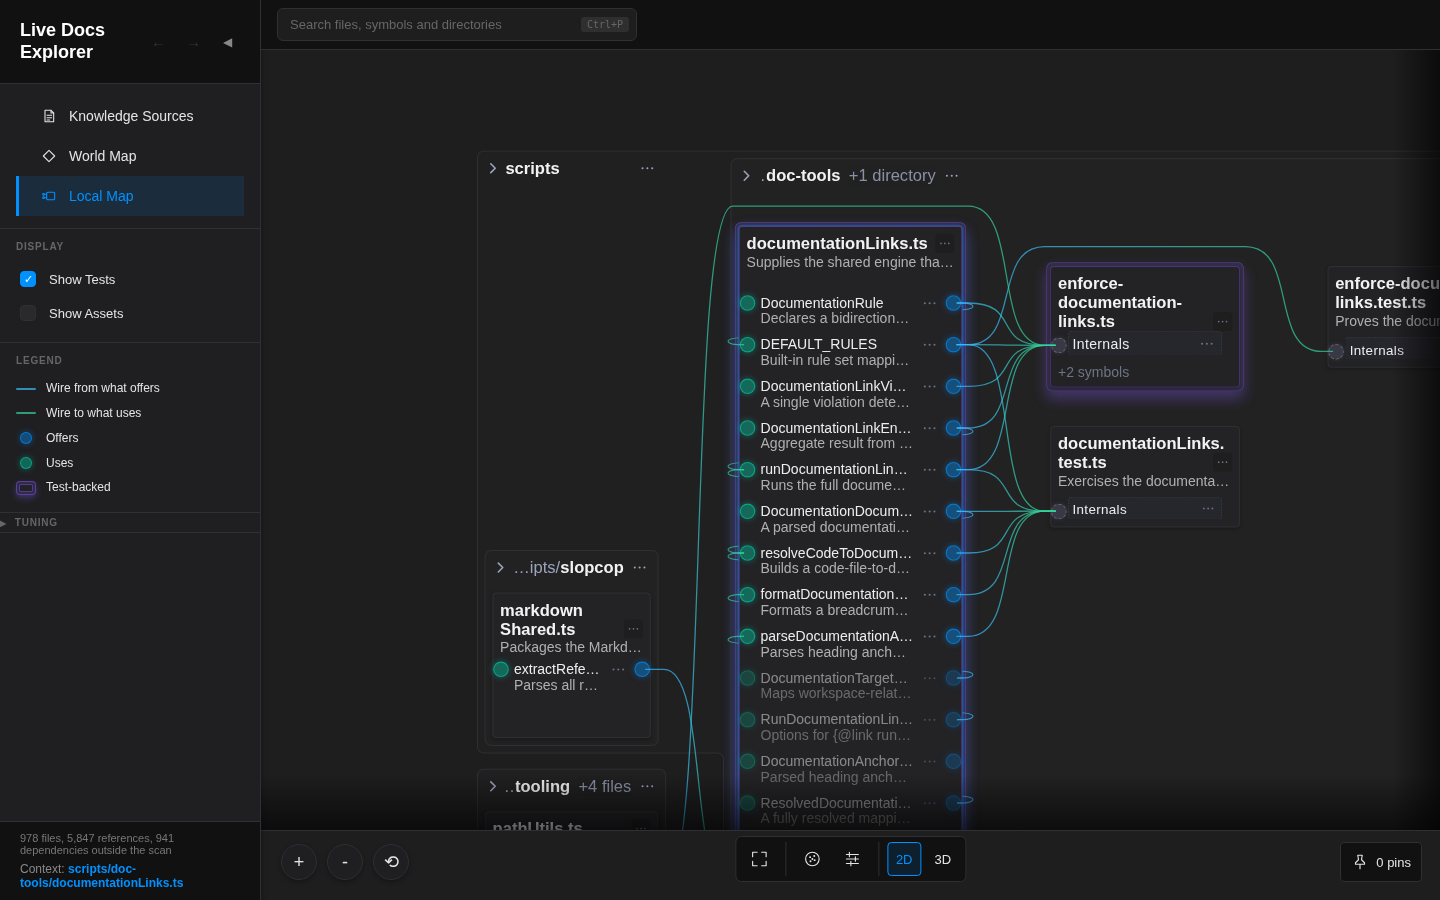 Live Docs
Explorer
← → ◀
Search files, symbols and directories
Ctrl+P
Knowledge Sources
World Map
Local Map
DISPLAY
✓ Show Tests
Show Assets
LEGEND
Wire from what offers
Wire to what uses
Offers
Uses
Test-backed
▶ TUNING
978 files, 5,847 references, 941
dependencies outside the scan
Context: scripts/doc-
tools/documentationLinks.ts
scripts ···
.doc-tools +1 directory ···
documentationLinks.ts ···
Supplies the shared engine tha…
DocumentationRule ···
Declares a bidirection…
DEFAULT_RULES ···
Built-in rule set mappi…
DocumentationLinkVi… ···
A single violation dete…
DocumentationLinkEn… ···
Aggregate result from …
runDocumentationLin… ···
Runs the full docume…
DocumentationDocum… ···
A parsed documentati…
resolveCodeToDocum… ···
Builds a code-file-to-d…
formatDocumentation… ···
Formats a breadcrum…
parseDocumentationA… ···
Parses heading anch…
DocumentationTarget… ···
Maps workspace-relat…
RunDocumentationLin… ···
Options for {@link run…
DocumentationAnchor… ···
Parsed heading anch…
ResolvedDocumentati… ···
A fully resolved mappi…
enforce-
documentation-
links.ts ···
Internals ···
+2 symbols
documentationLinks.
test.ts ···
Exercises the documenta…
Internals ···
enforce-docu
links.test.ts
Proves the docum
Internals
…ipts/slopcop ···
markdown
Shared.ts ···
Packages the Markd…
extractRefe… ···
Parses all r…
..tooling +4 files ···
pathUtils.ts ···
+ - ⟲
2D 3D
0 pins